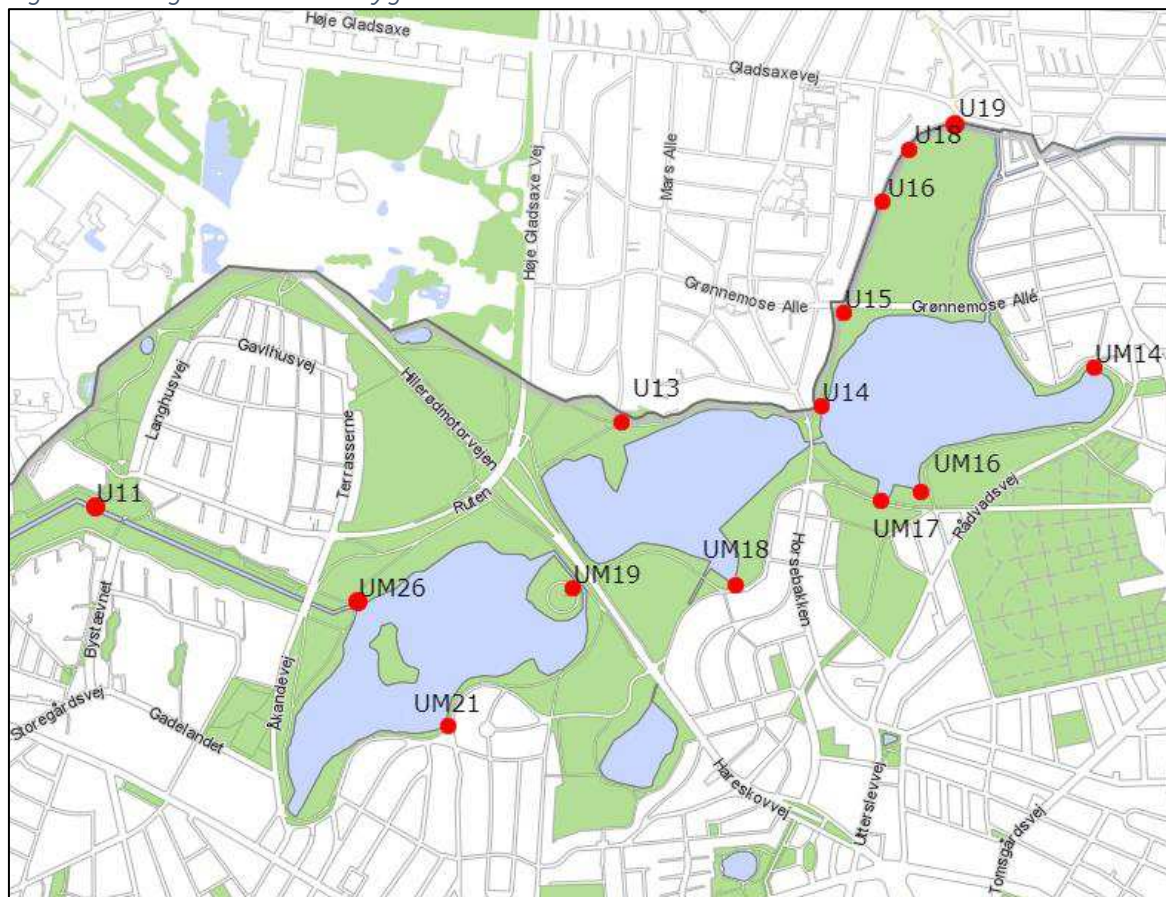 Høje Gladsaxe
Gladsaxevej
U19
U18
Mars Alle
Høje Gladsaxe Vej
U16
Grønnemose Alle
U15
Grønnemose Allé
Gavlhusvej
Langhusvej
Hillerødmotorvejen
UM14
U13
U14
Terrasserne
Ruten
U11
UM16
UM17
Rådvadsvej
UM18
Horsebakken
UM19
UM26
Bystævnet
Storegårdsvej
Gadelandet
Åkandevej
UM21
Hareskovvej
Utterslevvej
Tomsgårdsvej